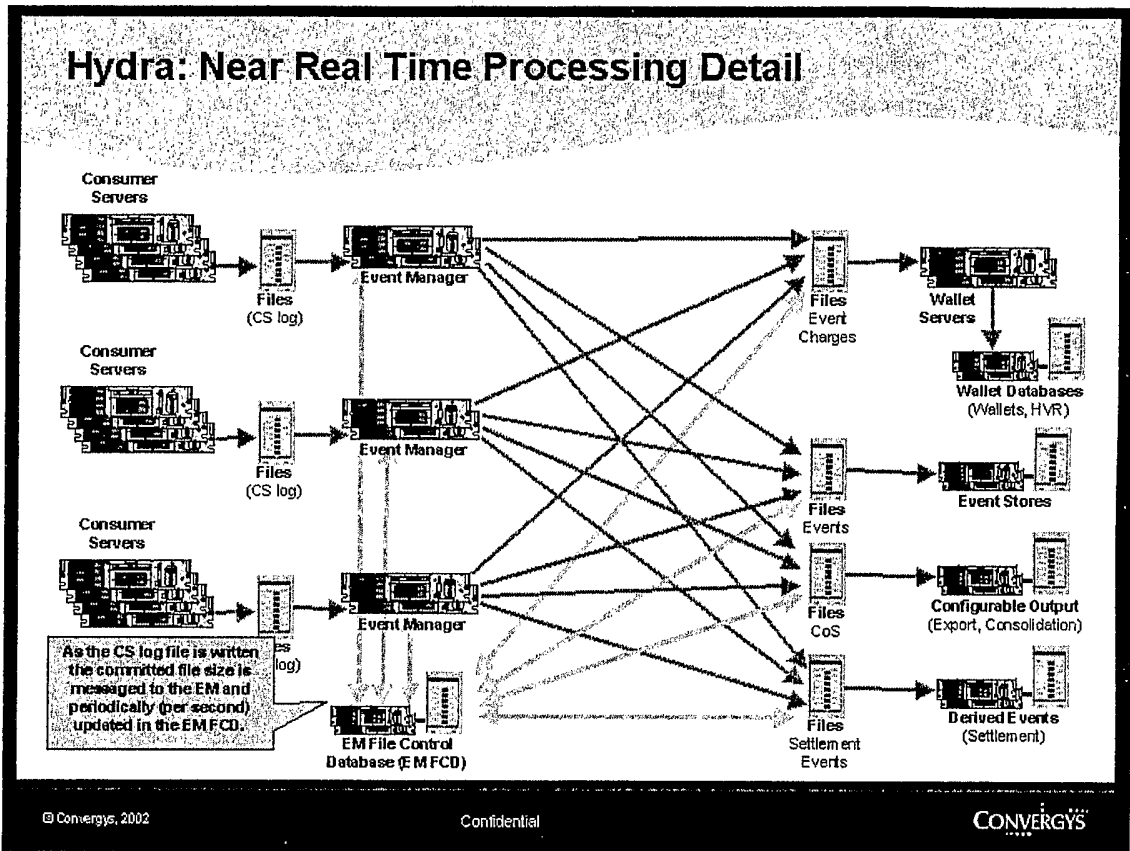 Hydra: Near Real Time Processing Detail
Consumer
Servers
Files
(CS log)
Event Manager
Files
Event
Charges
Wallet
Servers
Wallet Databases
(Wallets, HVR)
Consumer
Servers
Files
(CS log)
Event Manager
Files
Events
Event Stores
Consumer
Servers
Event Manager
Files
CoS
Configurable Output
(Export, Consolidation)
es
log)
As the CS log file is written
the committed file size is
messaged to the EM and
periodically (per second)
updated in the EM FCD.
EM File Control
Database (EM FCD)
Files
Settlement
Events
Derived Events
(Settlement)
© Convergys, 2002
Confidential
CONVERGYS